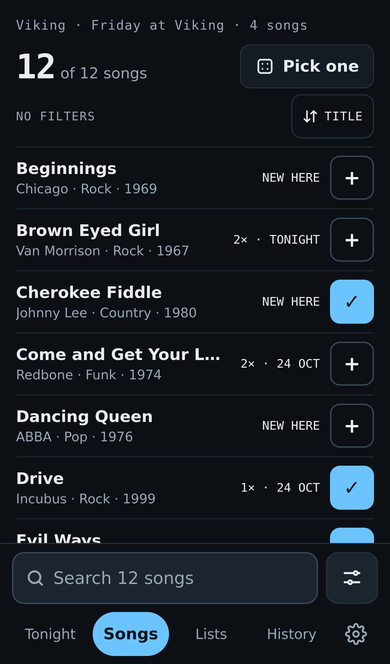 Viking · Friday at Viking · 4 songs
12 of 12 songs
Pick one
NO FILTERS
TITLE
Beginnings
Chicago · Rock · 1969
NEW HERE
+
Brown Eyed Girl
Van Morrison · Rock · 1967
2× · TONIGHT
+
Cherokee Fiddle
Johnny Lee · Country · 1980
NEW HERE
✓
Come and Get Your L…
Redbone · Funk · 1974
2× · 24 OCT
+
Dancing Queen
ABBA · Pop · 1976
NEW HERE
+
Drive
Incubus · Rock · 1999
1× · 24 OCT
✓
Evil Ways
Search 12 songs
Tonight
Songs
Lists
History